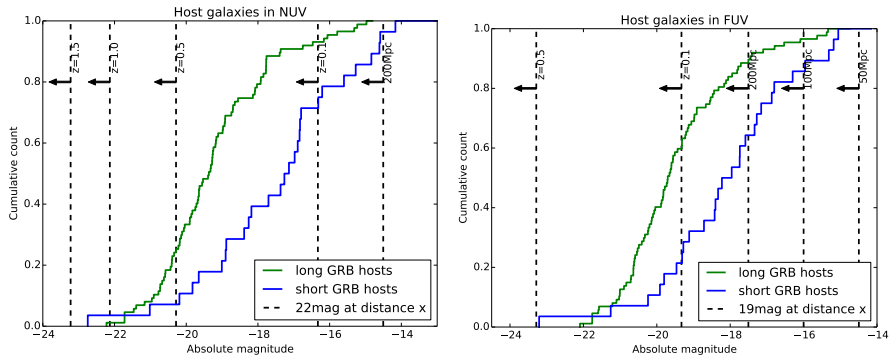 Host galaxies in NUV
1.0
0.8
0.6
0.4
0.2
0.0
Cumulative count
z=1.5
z=1.0
z=0.5
z=0.1
200Mpc
long GRB hosts
short GRB hosts
22mag at distance x
−24
−22
−20
−18
−16
−14
Absolute magnitude
Host galaxies in FUV
1.0
0.8
0.6
0.4
0.2
0.0
Cumulative count
z=0.5
z=0.1
200Mpc
100Mpc
50Mpc
long GRB hosts
short GRB hosts
19mag at distance x
−24
−22
−20
−18
−16
−14
Absolute magnitude